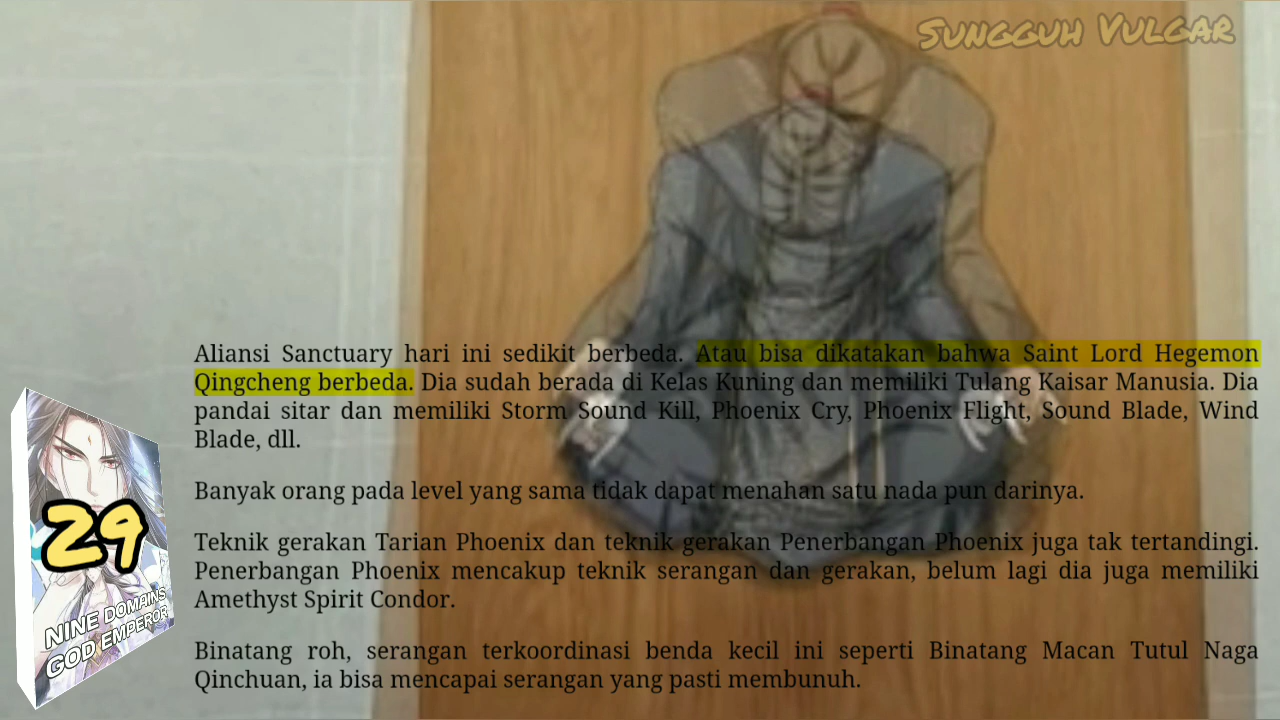 Sungguh Vulgar
Aliansi Sanctuary hari ini sedikit berbeda. Atau bisa dikatakan bahwa Saint Lord Hegemon
Qingcheng berbeda. Dia sudah berada di Kelas Kuning dan memiliki Tulang Kaisar Manusia. Dia
pandai sitar dan memiliki Storm Sound Kill, Phoenix Cry, Phoenix Flight, Sound Blade, Wind
Blade, dll.
Banyak orang pada level yang sama tidak dapat menahan satu nada pun darinya.
Teknik gerakan Tarian Phoenix dan teknik gerakan Penerbangan Phoenix juga tak tertandingi.
Penerbangan Phoenix mencakup teknik serangan dan gerakan, belum lagi dia juga memiliki
Amethyst Spirit Condor.
Binatang roh, serangan terkoordinasi benda kecil ini seperti Binatang Macan Tutul Naga
Qinchuan, ia bisa mencapai serangan yang pasti membunuh.
29
NINE DOMAINS
GOD EMPEROR